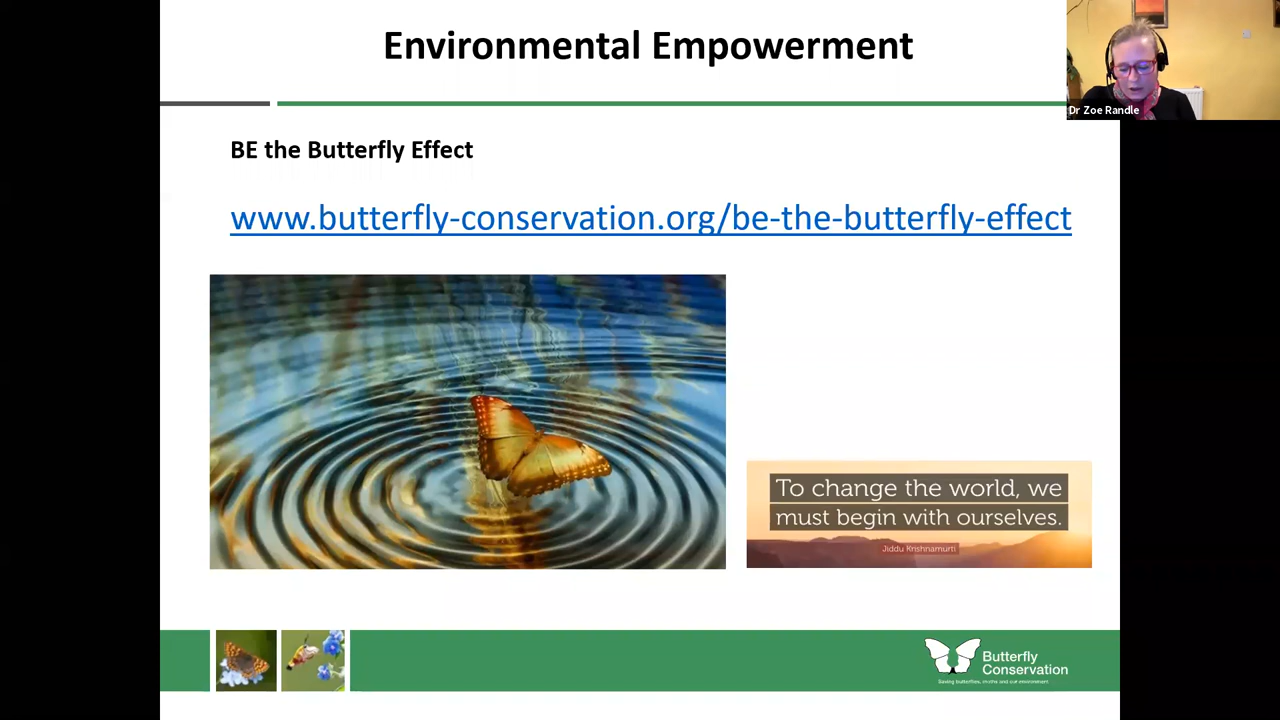 Environmental Empowerment
Dr Zoe Randle
BE the Butterfly Effect
www.butterfly-conservation.org/be-the-butterfly-effect
To change the world, we
must begin with ourselves.
Jiddu Krishnamurti
Butterfly
Conservation
Saving butterflies, moths and our environment